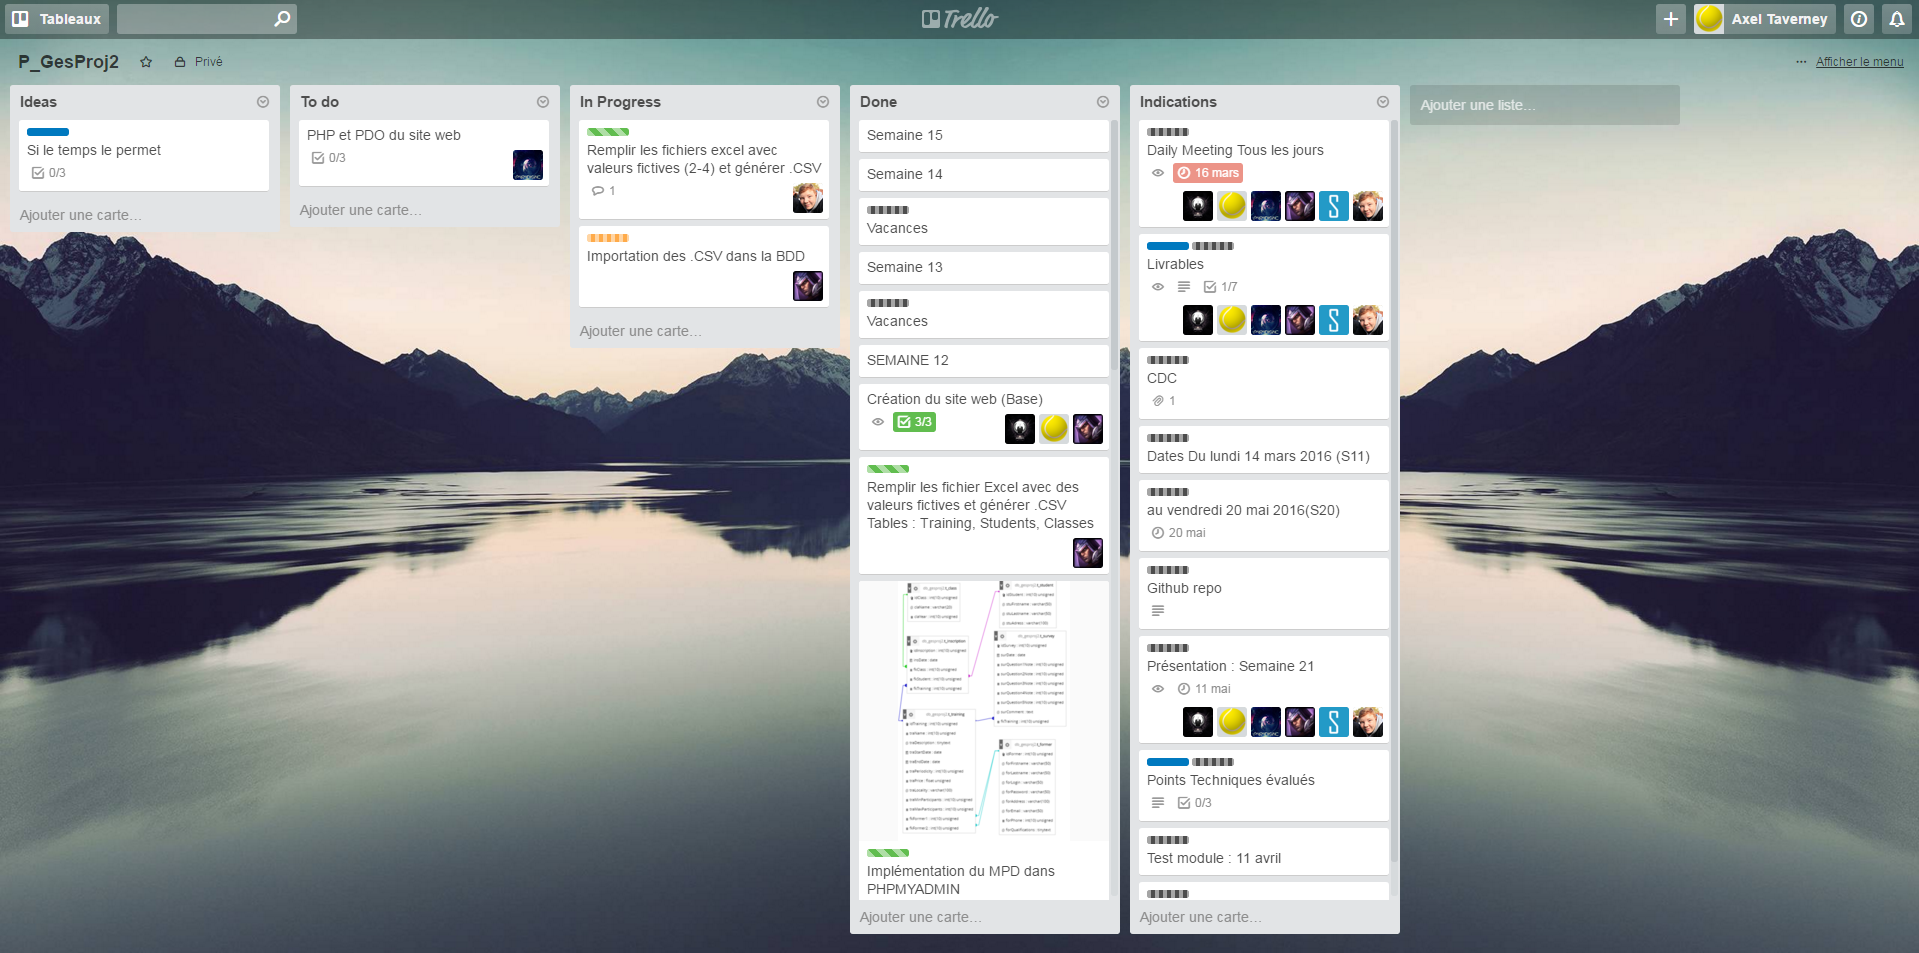 Tableaux
Trello
Axel Taverney
P_GesProj2
Privé
Afficher le menu
Ideas
Si le temps le permet
0/3
Ajouter une carte…
To do
PHP et PDO du site web
0/3
Ajouter une carte…
In Progress
Remplir les fichiers excel avec
valeurs fictives (2-4) et générer .CSV
1
Importation des .CSV dans la BDD
Ajouter une carte…
Done
Semaine 15
Semaine 14
Vacances
Semaine 13
Vacances
SEMAINE 12
Création du site web (Base)
3/3
Remplir les fichier Excel avec des
valeurs fictives et générer .CSV
Tables : Training, Students, Classes
Implémentation du MPD dans
PHPMYADMIN
Ajouter une carte…
Indications
Daily Meeting Tous les jours
16 mars
Livrables
1/7
CDC
1
Dates Du lundi 14 mars 2016 (S11)
au vendredi 20 mai 2016(S20)
20 mai
Github repo
Présentation : Semaine 21
11 mai
Points Techniques évalués
0/3
Test module : 11 avril
Ajouter une carte…
Ajouter une liste…